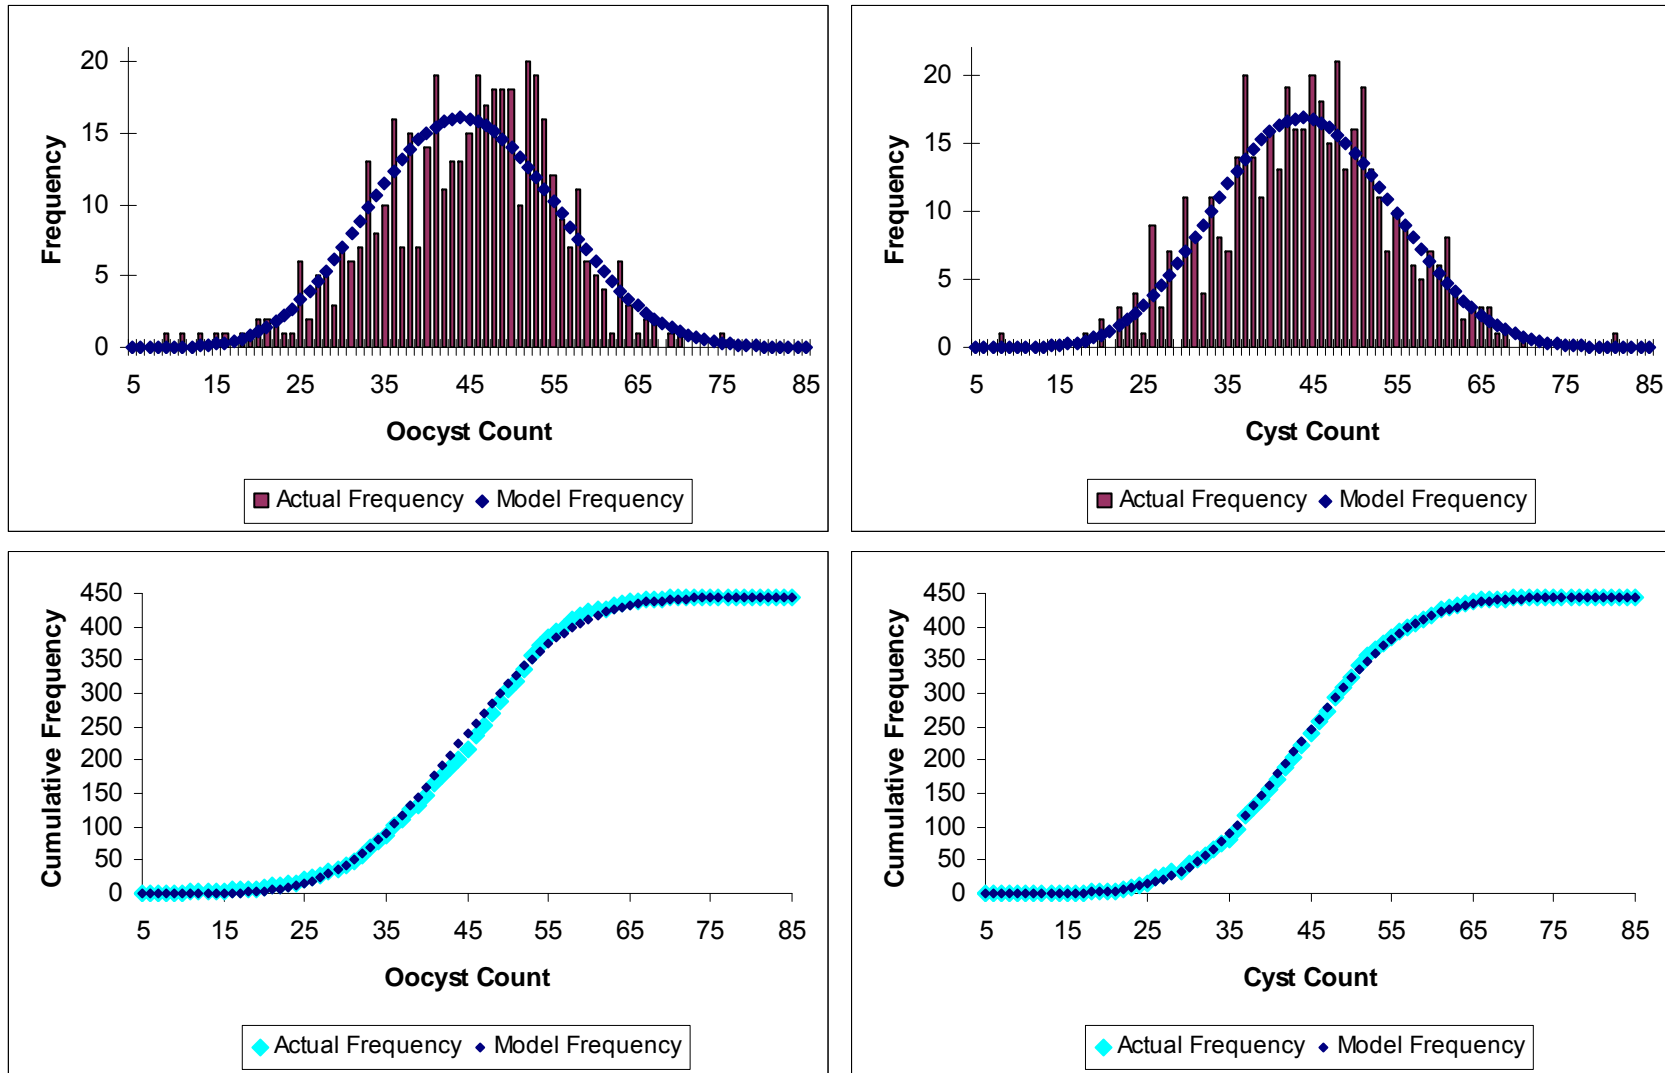 Frequency
20
15
10
5
0
5 15 25 35 45 55 65 75 85
Oocyst Count
Actual Frequency Model Frequency
Frequency
20
15
10
5
0
5 15 25 35 45 55 65 75 85
Cyst Count
Actual Frequency Model Frequency
Cumulative Frequency
450
400
350
300
250
200
150
100
50
0
5 15 25 35 45 55 65 75 85
Oocyst Count
Actual Frequency Model Frequency
Cumulative Frequency
450
400
350
300
250
200
150
100
50
0
5 15 25 35 45 55 65 75 85
Cyst Count
Actual Frequency Model Frequency